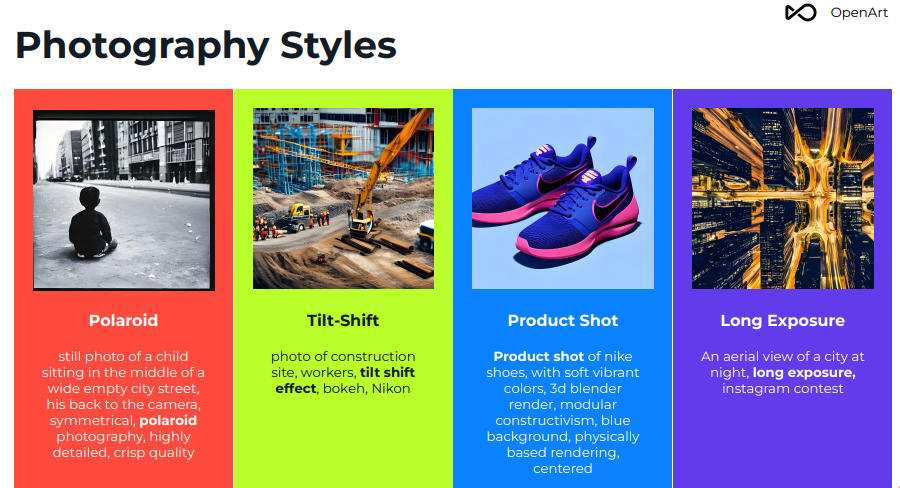 OpenArt
Photography Styles
Polaroid
still photo of a child
sitting in the middle of a
wide empty city street,
his back to the camera,
symmetrical, polaroid
photography, highly
detailed, crisp quality
Tilt-Shift
photo of construction
site, workers, tilt shift
effect, bokeh, Nikon
Product Shot
Product shot of nike
shoes, with soft vibrant
colors, 3d blender
render, modular
constructivism, blue
background, physically
based rendering,
centered
Long Exposure
An aerial view of a city at
night, long exposure,
instagram contest